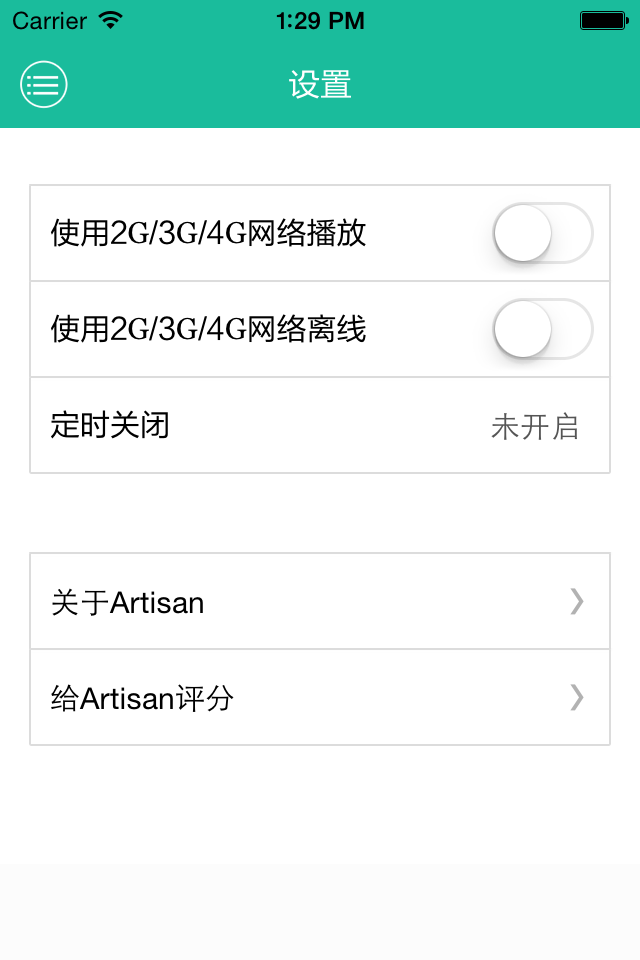 Carrier 1:29 PM
设置
使用2G/3G/4G网络播放
使用2G/3G/4G网络离线
定时关闭 未开启
关于Artisan
给Artisan评分